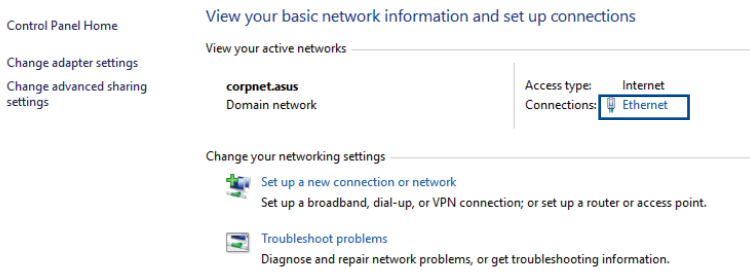 View your basic network information and set up connections
Control Panel Home
Change adapter settings
Change advanced sharing
settings
View your active networks
corpnet.asus
Domain network
Access type: Internet
Connections: Ethernet
Change your networking settings
Set up a new connection or network
Set up a broadband, dial-up, or VPN connection; or set up a router or access point.
Troubleshoot problems
Diagnose and repair network problems, or get troubleshooting information.